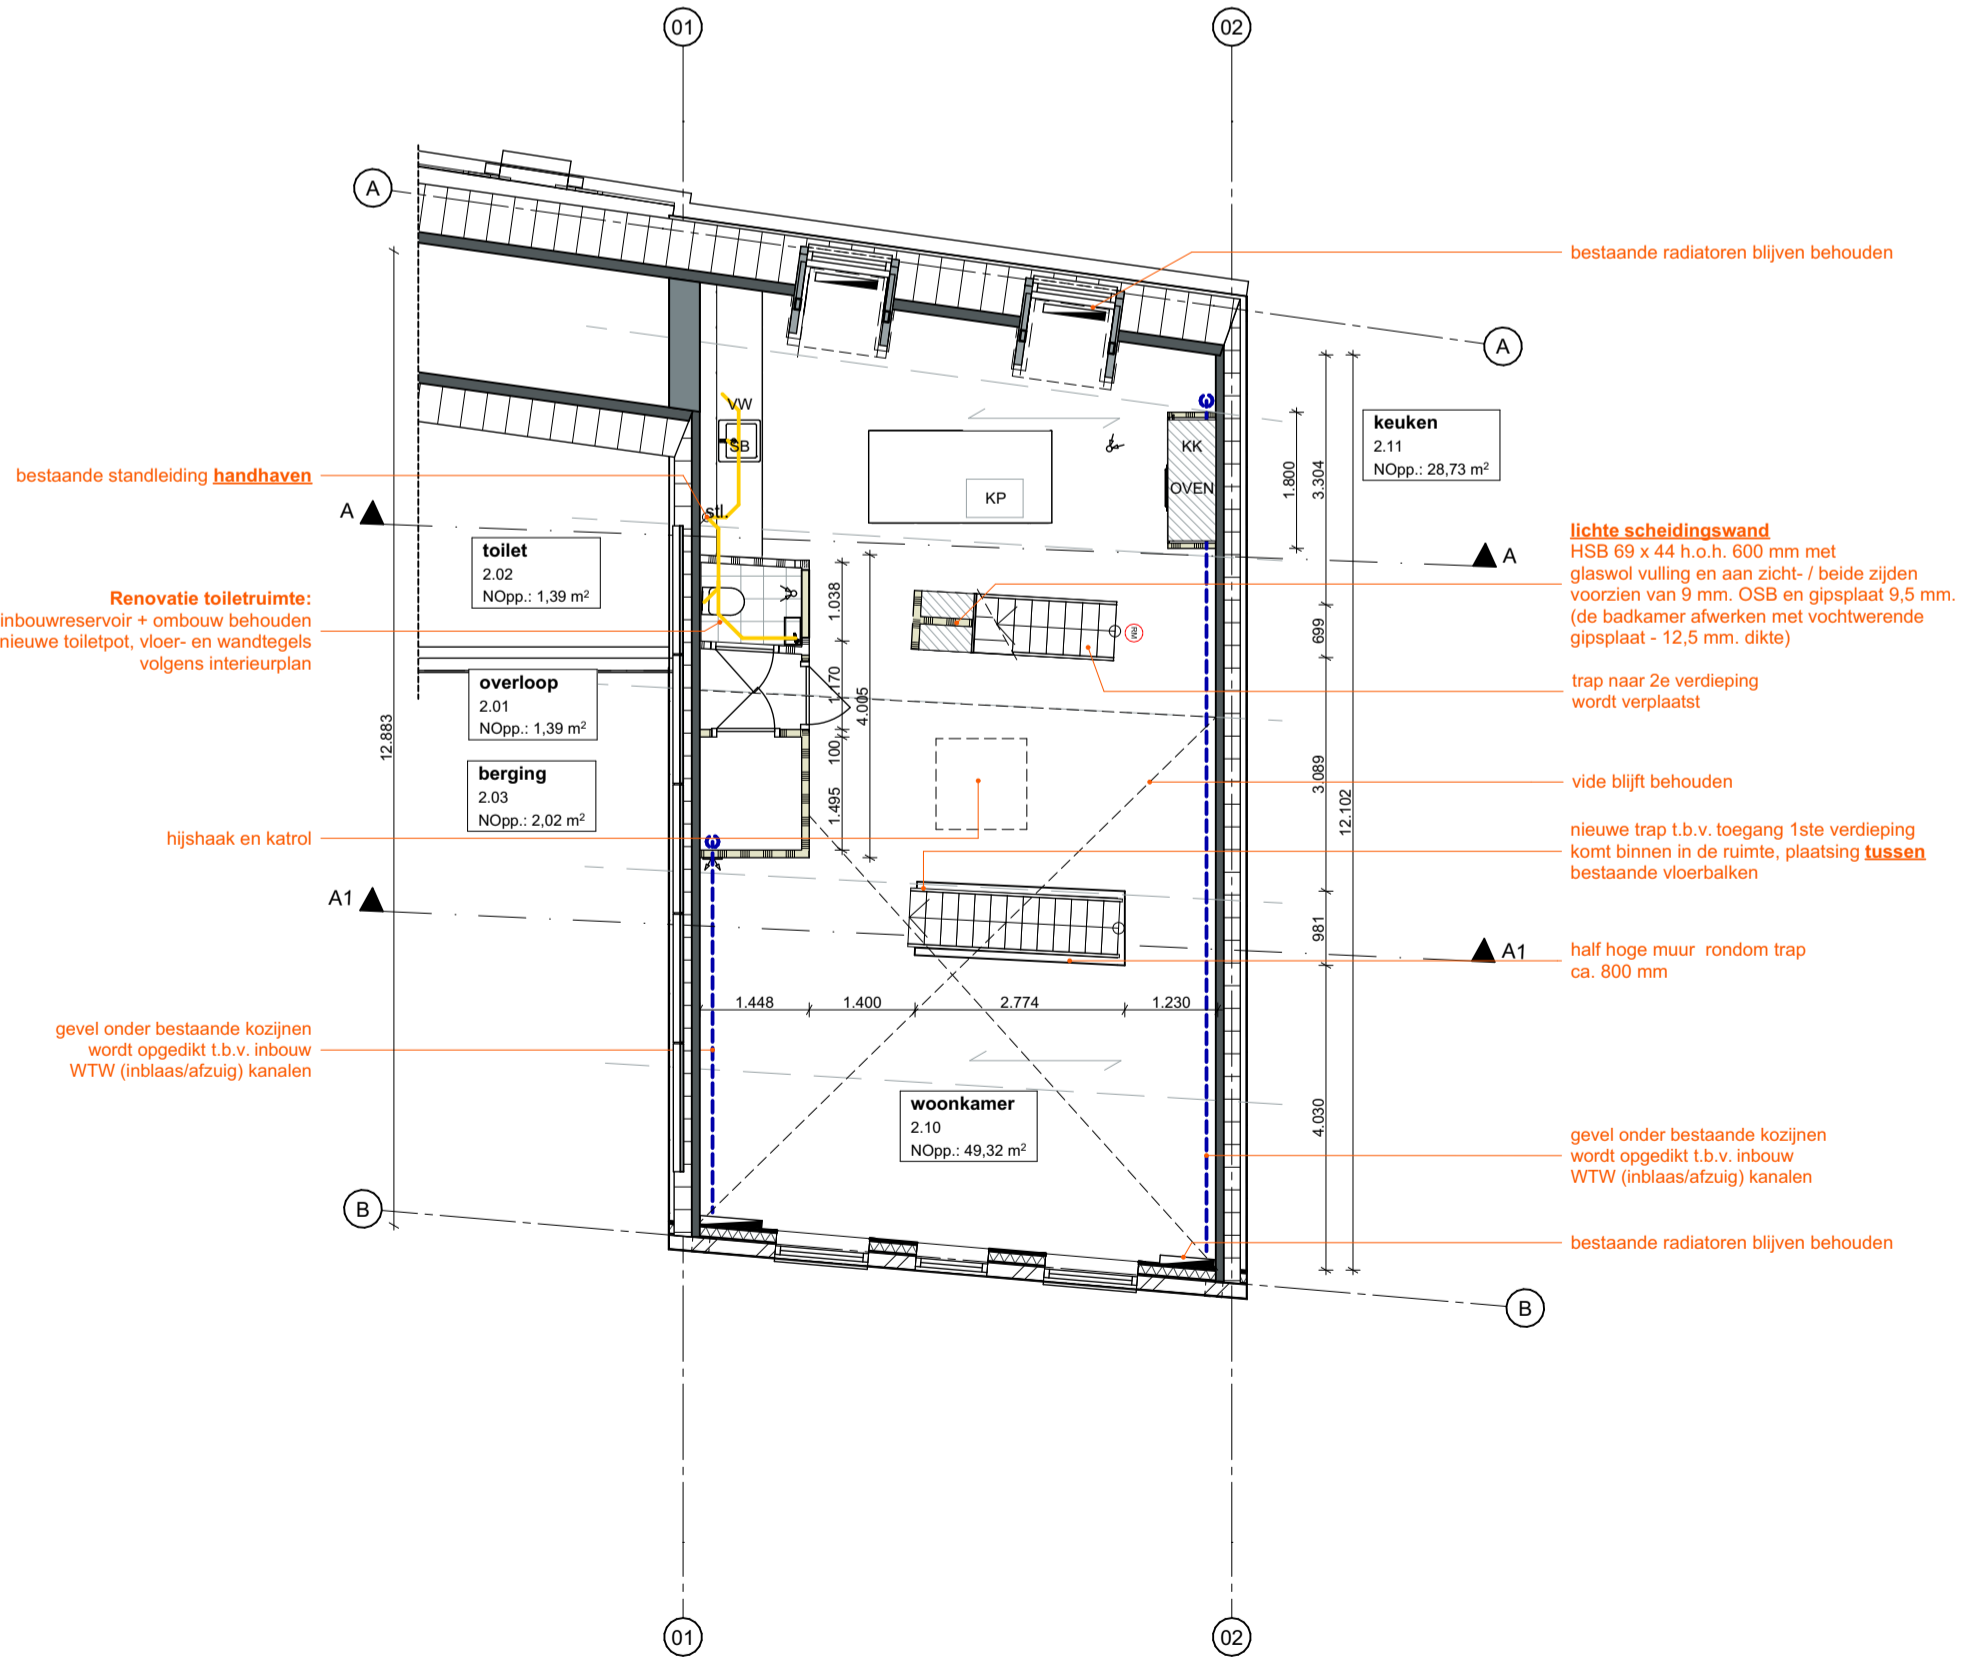 01
02
A
A
bestaande radiatoren blijven behouden
keuken
2.11
NOpp.: 28,73 m²
VW
SB
stl.
KP
KK
OVEN
1.800
3.304
bestaande standleiding handhaven
A
A
toilet
2.02
NOpp.: 1,39 m²
Renovatie toiletruimte:
inbouwreservoir + ombouw behouden
nieuwe toiletpot, vloer- en wandtegels
volgens interieurplan
lichte scheidingswand
HSB 69 x 44 h.o.h. 600 mm met
glaswol vulling en aan zicht- / beide zijden
voorzien van 9 mm. OSB en gipsplaat 9,5 mm.
(de badkamer afwerken met vochtwerende
gipsplaat - 12,5 mm. dikte)
1.038
RM
699
trap naar 2e verdieping
wordt verplaatst
overloop
2.01
NOpp.: 1,39 m²
1.170
4.005
12.883
100
berging
2.03
NOpp.: 2,02 m²
1.495
3.089
12.102
vide blijft behouden
hijshaak en katrol
nieuwe trap t.b.v. toegang 1ste verdieping
komt binnen in de ruimte, plaatsing tussen
bestaande vloerbalken
A1
A1
981
half hoge muur rondom trap
ca. 800 mm
1.448
1.400
2.774
1.230
gevel onder bestaande kozijnen
wordt opgedikt t.b.v. inbouw
WTW (inblaas/afzuig) kanalen
woonkamer
2.10
NOpp.: 49,32 m²
4.030
gevel onder bestaande kozijnen
wordt opgedikt t.b.v. inbouw
WTW (inblaas/afzuig) kanalen
B
bestaande radiatoren blijven behouden
B
01
02